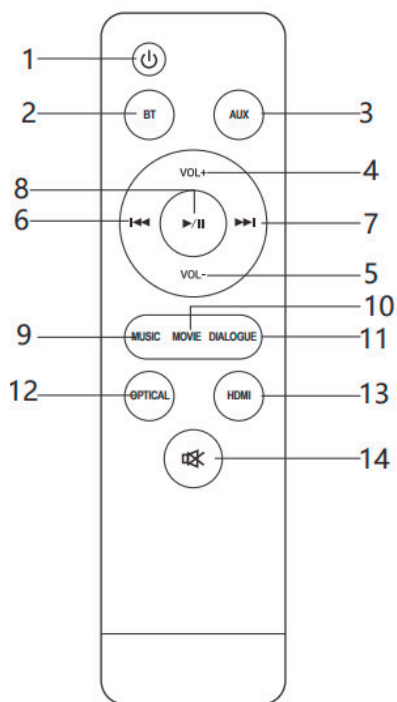 1
2 BT AUX 3
VOL+ 4
8
6 7
VOL- 5
10
9 MUSIC MOVIE DIALOGUE 11
12 OPTICAL HDMI 13
14